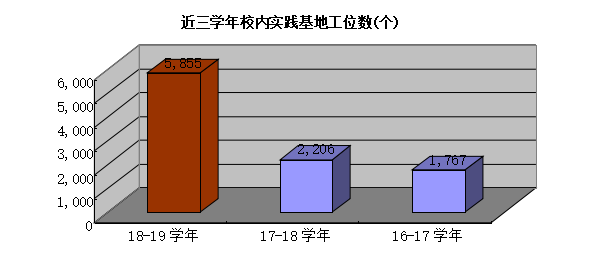 近三学年校内实践基地工位数(个)
6,000
5,000
4,000
3,000
2,000
1,000
0
5,855
2,206
1,767
18-19 学年
17-18 学年
16-17 学年